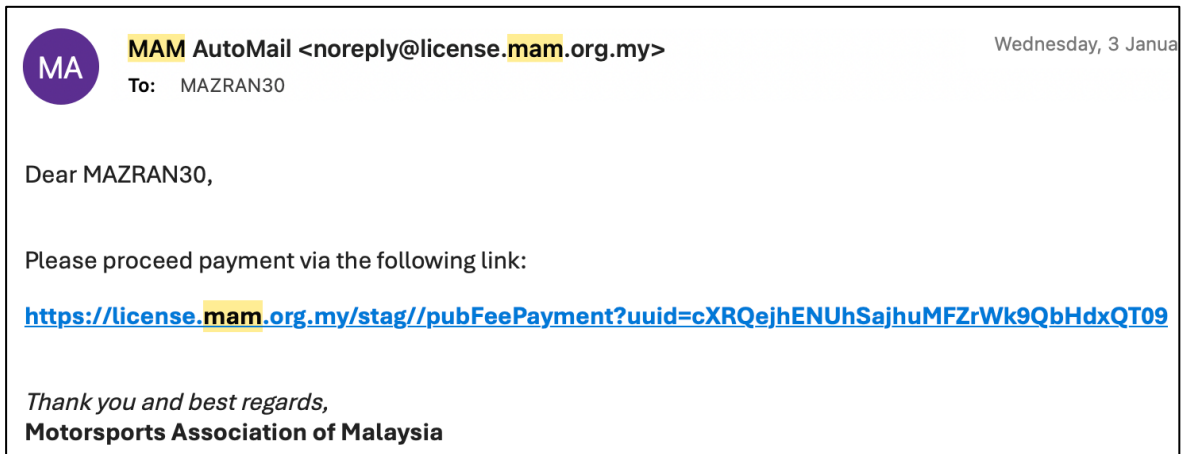 MA
MAM AutoMail <noreply@license.mam.org.my>
Wednesday, 3 Janua
To: MAZRAN30
Dear MAZRAN30,
Please proceed payment via the following link:
https://license.mam.org.my/stag//pubFeePayment?uuid=cXRQejhENUhSajhuMFZrWk9QbHdxQT09
Thank you and best regards,
Motorsports Association of Malaysia